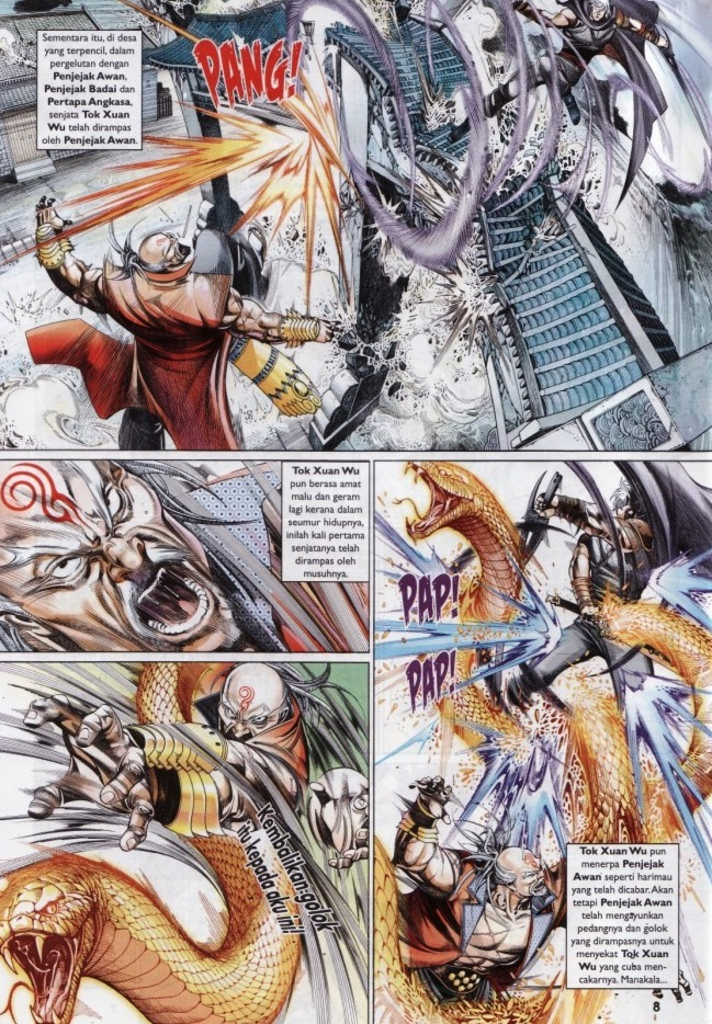 Sementara itu, di desa
yang terpencil, dalam
pergelutan dengan
Penjejak Awan,
Penjejak Badai dan
Pertapa Angkasa,
senjata Tok Xuan
Wu telah dirampas
oleh Penjejak Awan.
PANG!
Tok Xuan Wu
pun berasa amat
malu dan geram
lagi kerana dalam
seumur hidupnya,
inilah kali pertama
senjatanya telah
dirampas oleh
musuhnya.
PAP!
PAP!
Kembalikan golok
itu kepada aku ini!
Tok Xuan Wu pun
menerpa Penjejak
Awan seperti harimau
yang telah dicabar. Akan
tetapi Penjejak Awan
telah mengayunkan
pedangnya dan golok
yang dirampasnya untuk
menyekat Tok Xuan
Wu yang cuba men-
cakarnya. Manakala...
8